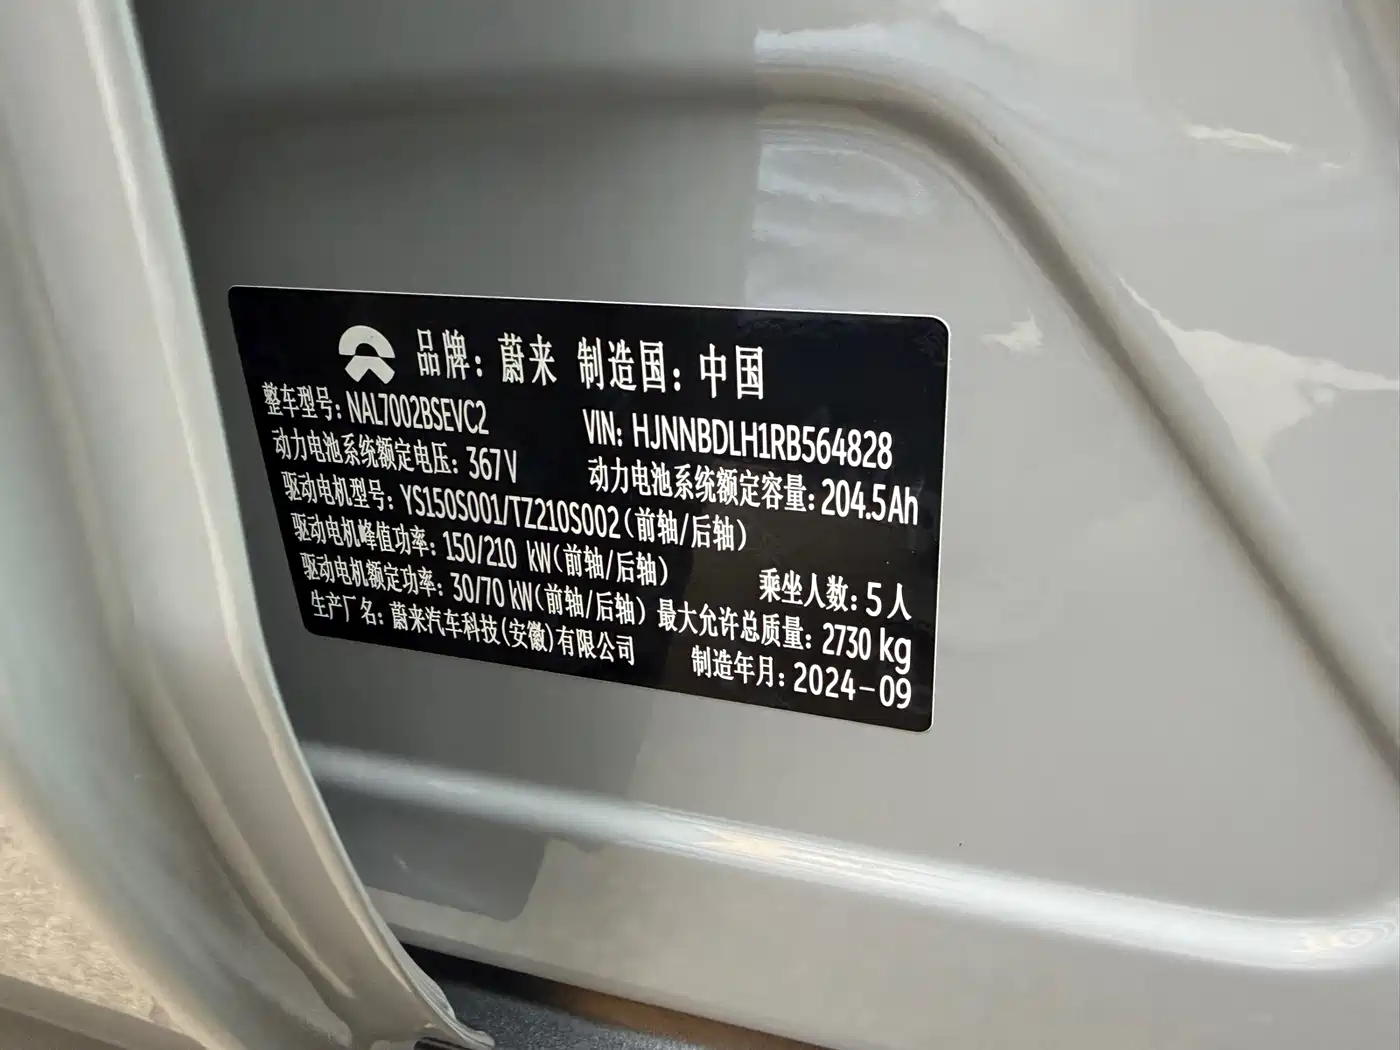 品牌：蔚来 制造国：中国
整车型号：NAL7002BSEVC2 VIN：HJNNBDLH1RB564828
动力电池系统额定电压：367V 动力电池系统额定容量：204.5Ah
驱动电机型号：YS150S001/TZ210S002（前轴/后轴）
驱动电机峰值功率：150/210 kW（前轴/后轴） 乘坐人数：5人
驱动电机额定功率：30/70 kW（前轴/后轴） 最大允许总质量：2730 kg
生产厂名：蔚来汽车科技（安徽）有限公司 制造年月：2024-09